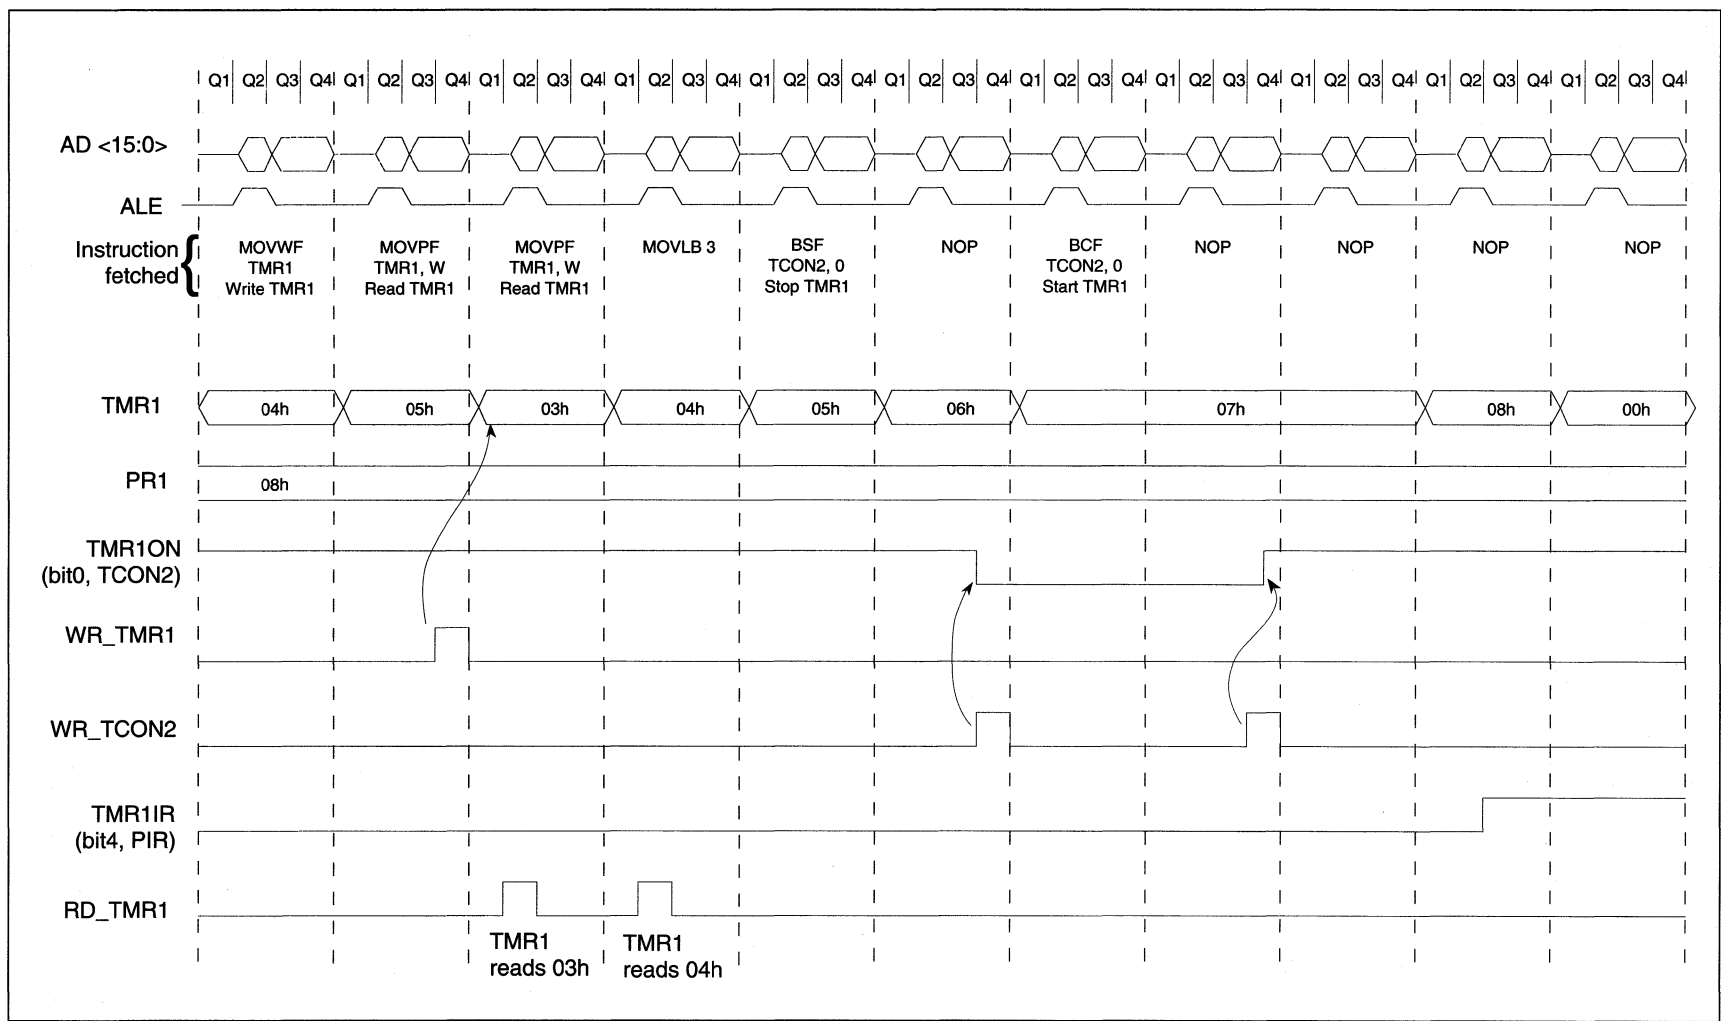 Q1 Q2 Q3 Q4 Q1 Q2 Q3 Q4 Q1 Q2 Q3 Q4 Q1 Q2 Q3 Q4 Q1 Q2 Q3 Q4 Q1 Q2 Q3 Q4 Q1 Q2 Q3 Q4 Q1 Q2 Q3 Q4 Q1 Q2 Q3 Q4 Q1 Q2 Q3 Q4 Q1 Q2 Q3 Q4
AD <15:0>
ALE
Instruction
fetched
MOVWF
TMR1
Write TMR1
MOVPF
TMR1, W
Read TMR1
MOVPF
TMR1, W
Read TMR1
MOVLB 3
BSF
TCON2, 0
Stop TMR1
NOP
BCF
TCON2, 0
Start TMR1
NOP
NOP
NOP
NOP
TMR1 04h 05h 03h 04h 05h 06h 07h 08h 00h
PR1 08h
TMR1ON
(bit0, TCON2)
WR_TMR1
WR_TCON2
TMR1IR
(bit4, PIR)
RD_TMR1
TMR1
reads 03h
TMR1
reads 04h